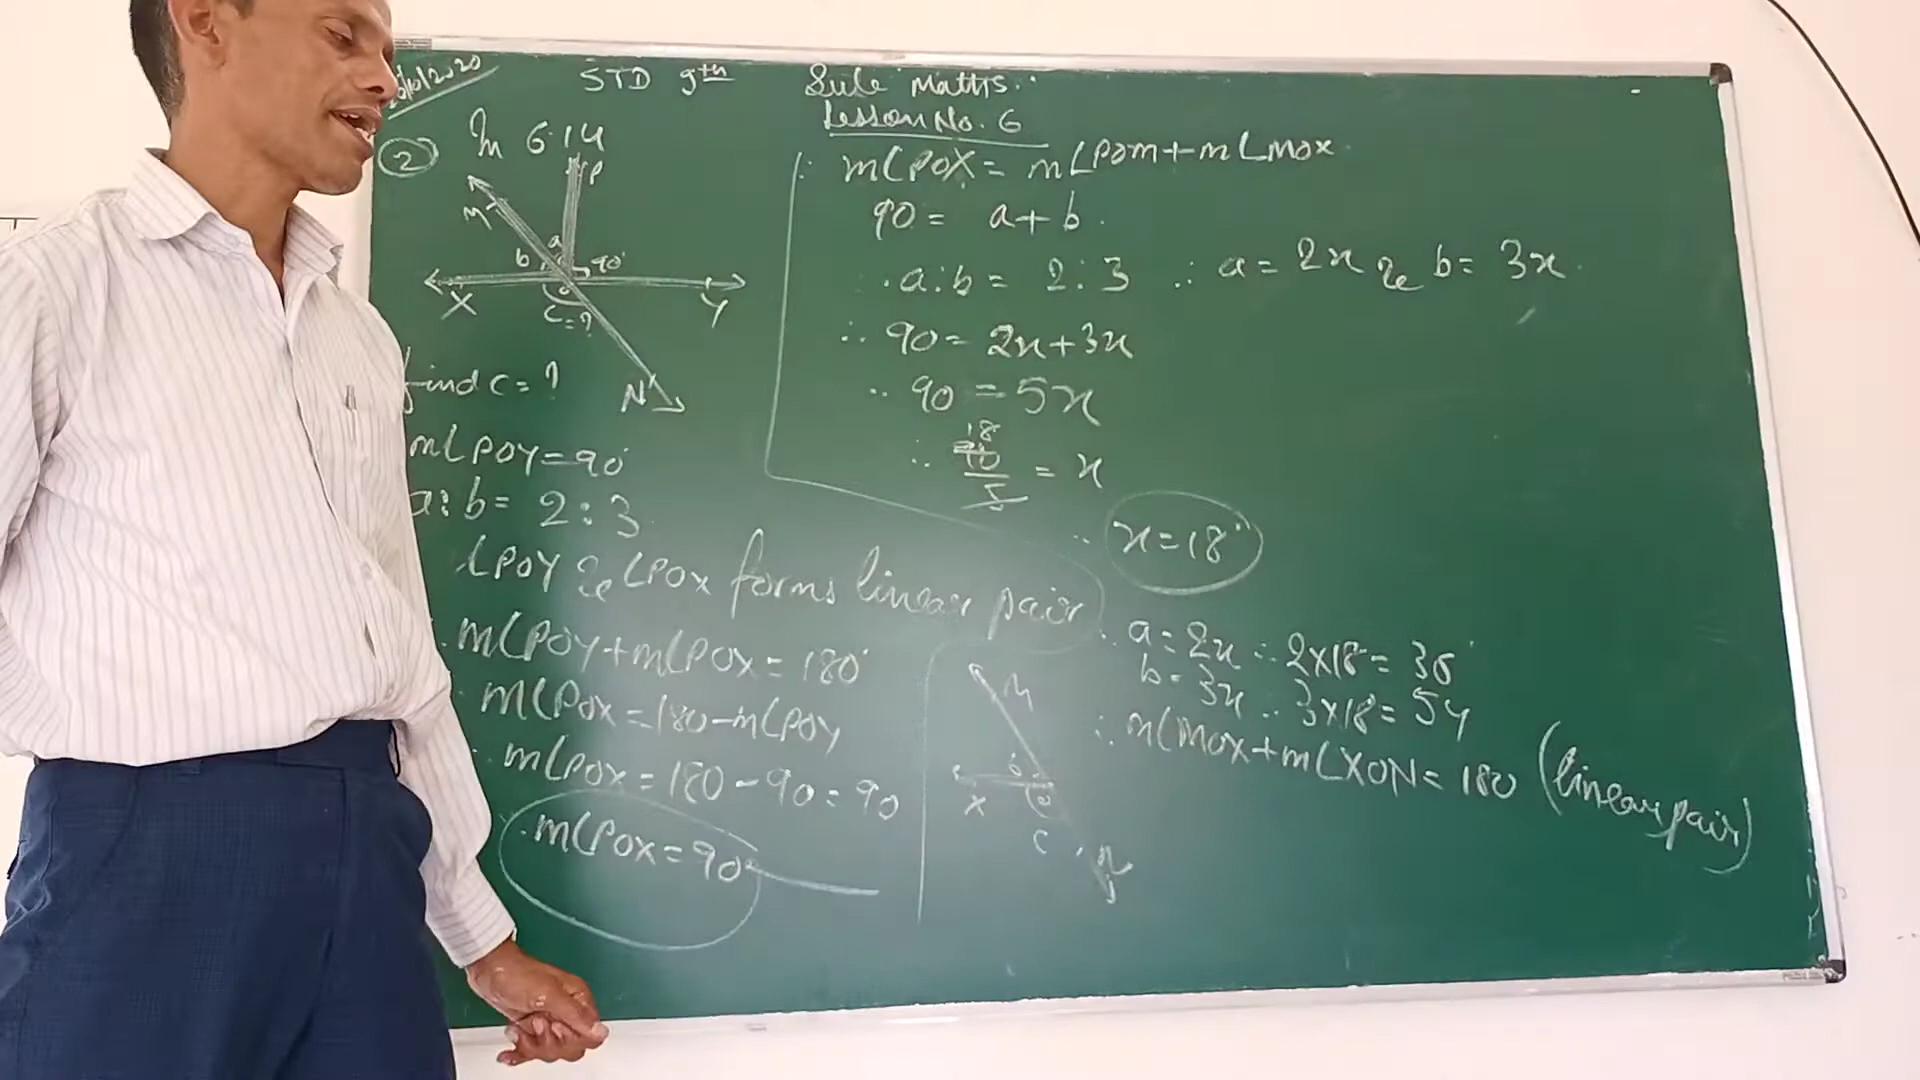 STD 9th
Sub: Maths.
Lesson No. 6
② In 6.14
P
M
a
b
90°
X
O
Y
C=?
N
find c = ?
m∠POY=90°
a:b= 2:3
∠POY & ∠POX forms linear pair
m∠POY+m∠POX=180°
m∠POX=180-m∠POY
∴ m∠POX=180-90=90
∴ m∠POX=90°
∴ m∠POX= m∠POM+m∠MOX
90= a+b
∴ a:b= 2:3 ∴ a= 2x & b= 3x
∴ 90= 2x+3x
∴ 90=5x
18
∴ 90/5 = x
∴ x=18°
∴ a=2x ∴ 2x18=36°
b=3x ∴ 3x18=54
∴ m∠MOX+m∠XON=180 (linear pair)
M
b
X
O
C
N